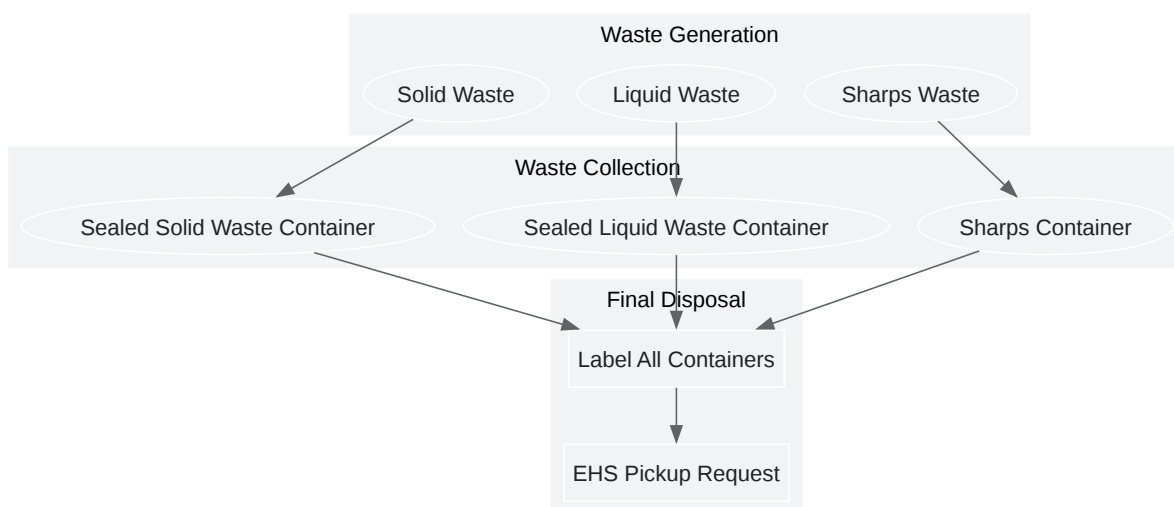 Waste Generation
Solid Waste
Liquid Waste
Sharps Waste
Waste Collection
Sealed Solid Waste Container
Sealed Liquid Waste Container
Sharps Container
Final Disposal
Label All Containers
EHS Pickup Request